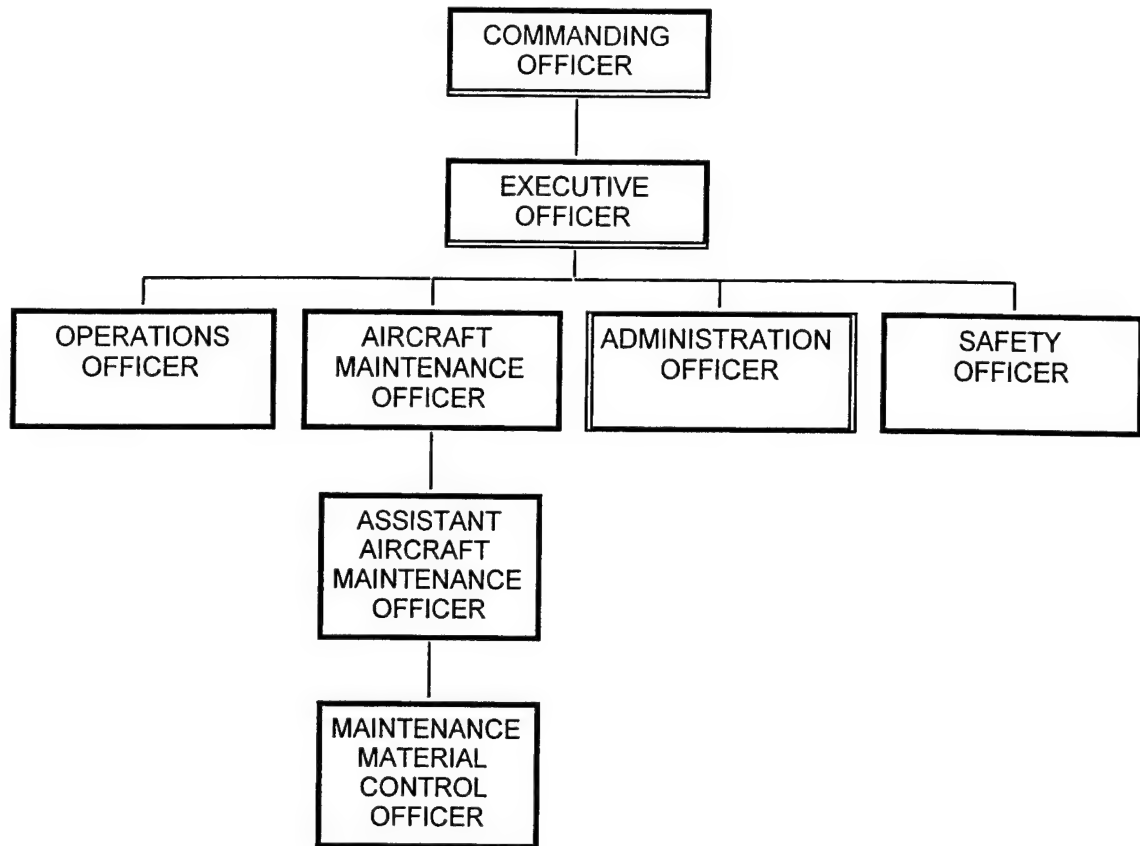 COMMANDING
OFFICER
EXECUTIVE
OFFICER
OPERATIONS
OFFICER
AIRCRAFT
MAINTENANCE
OFFICER
ADMINISTRATION
OFFICER
SAFETY
OFFICER
ASSISTANT
AIRCRAFT
MAINTENANCE
OFFICER
MAINTENANCE
MATERIAL
CONTROL
OFFICER